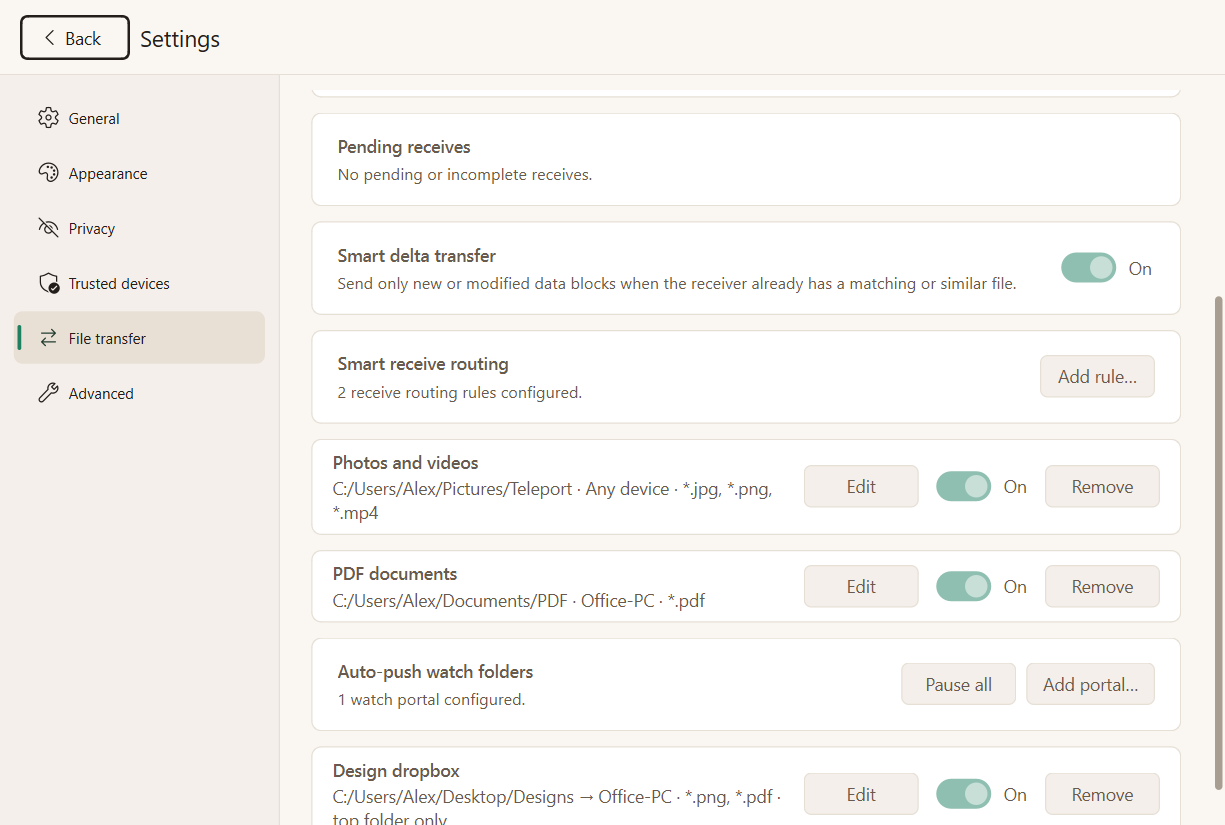 Back
Settings
General
Appearance
Privacy
Trusted devices
File transfer
Advanced
Pending receives
No pending or incomplete receives.
Smart delta transfer
Send only new or modified data blocks when the receiver already has a matching or similar file.
On
Smart receive routing
2 receive routing rules configured.
Add rule...
Photos and videos
C:/Users/Alex/Pictures/Teleport · Any device · *.jpg, *.png,
*.mp4
Edit
On
Remove
PDF documents
C:/Users/Alex/Documents/PDF · Office-PC · *.pdf
Edit
On
Remove
Auto-push watch folders
1 watch portal configured.
Pause all
Add portal...
Design dropbox
C:/Users/Alex/Desktop/Designs → Office-PC · *.png, *.pdf ·
top folder only
Edit
On
Remove